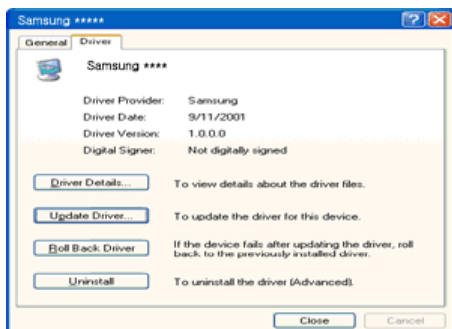 Samsung *****
General Driver
Samsung ****
Driver Provider: Samsung
Driver Date: 9/11/2001
Driver Version: 1.0.0.0
Digital Signer: Not digitally signed
Driver Details... To view details about the driver files.
Update Driver... To update the driver for this device.
Roll Back Driver If the device fails after updating the driver, roll
back to the previously installed driver.
Uninstall To uninstall the driver (Advanced).
Close Cancel